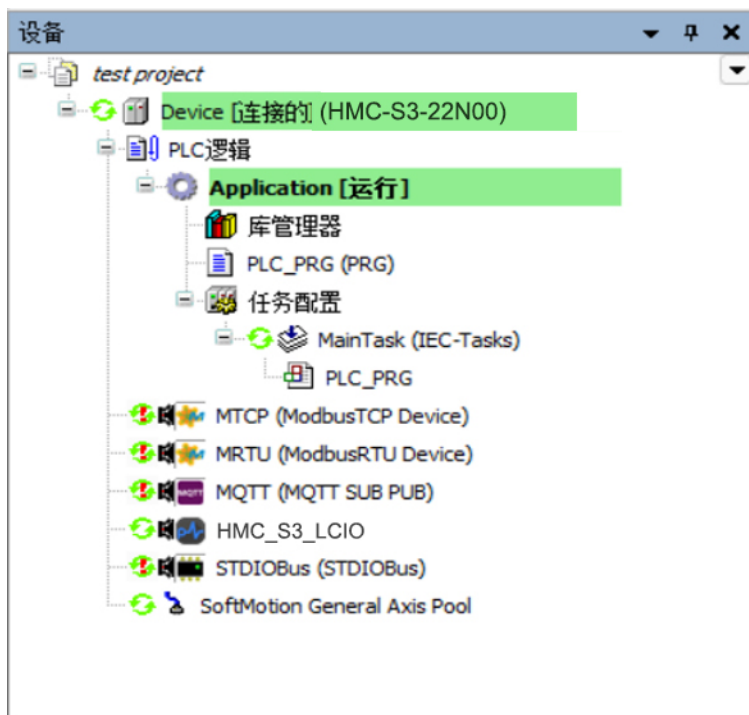 设备
test project
Device [连接的] (HMC-S3-22N00)
PLC逻辑
Application [运行]
库管理器
PLC_PRG (PRG)
任务配置
MainTask (IEC-Tasks)
PLC_PRG
MTCP (ModbusTCP Device)
MRTU (ModbusRTU Device)
MQTT (MQTT SUB PUB)
HMC_S3_LCIO
STDIOBus (STDIOBus)
SoftMotion General Axis Pool